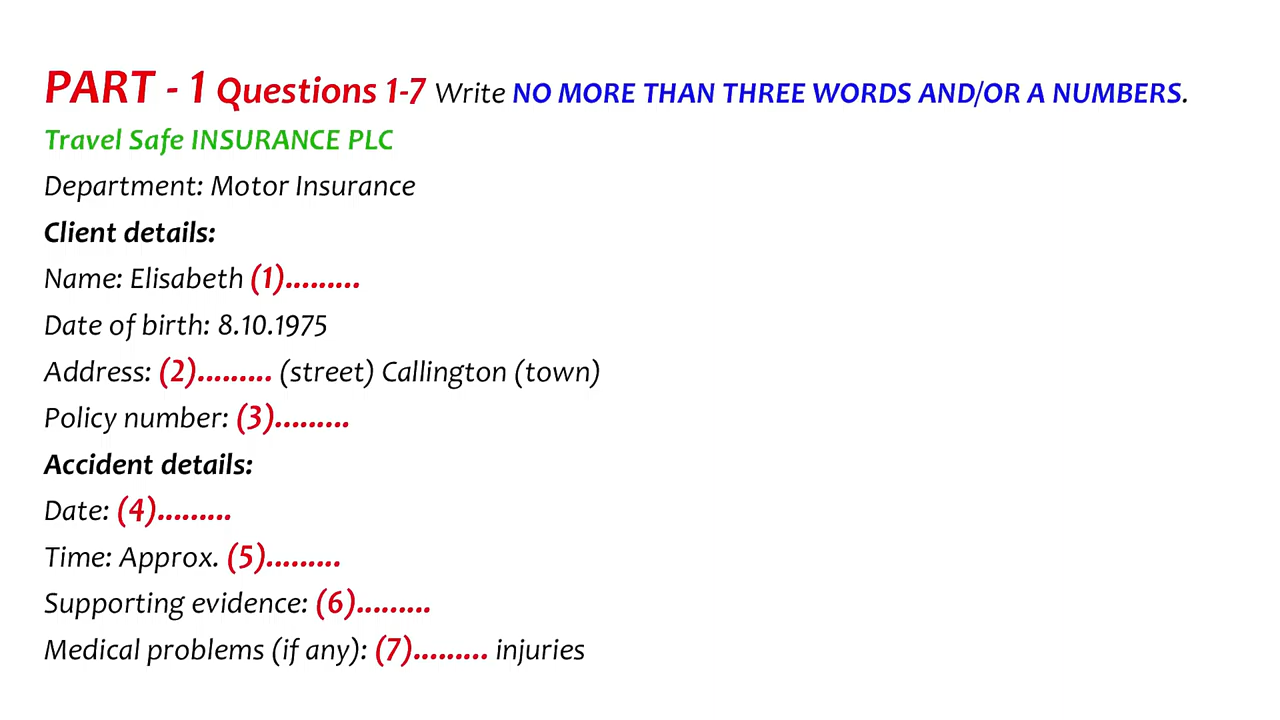 PART - 1 Questions 1-7 Write NO MORE THAN THREE WORDS AND/OR A NUMBERS.
Travel Safe INSURANCE PLC
Department: Motor Insurance
Client details:
Name: Elisabeth (1).........
Date of birth: 8.10.1975
Address: (2)......... (street) Callington (town)
Policy number: (3).........
Accident details:
Date: (4).........
Time: Approx. (5).........
Supporting evidence: (6).........
Medical problems (if any): (7)......... injuries